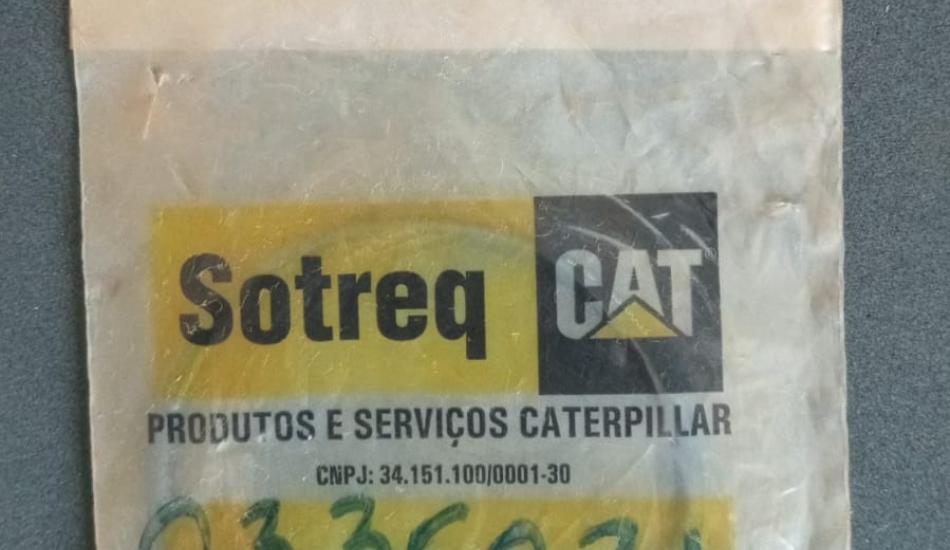 Sotreq CAT
PRODUTOS E SERVIÇOS CATERPILLAR
CNPJ: 34.151.100/0001-30